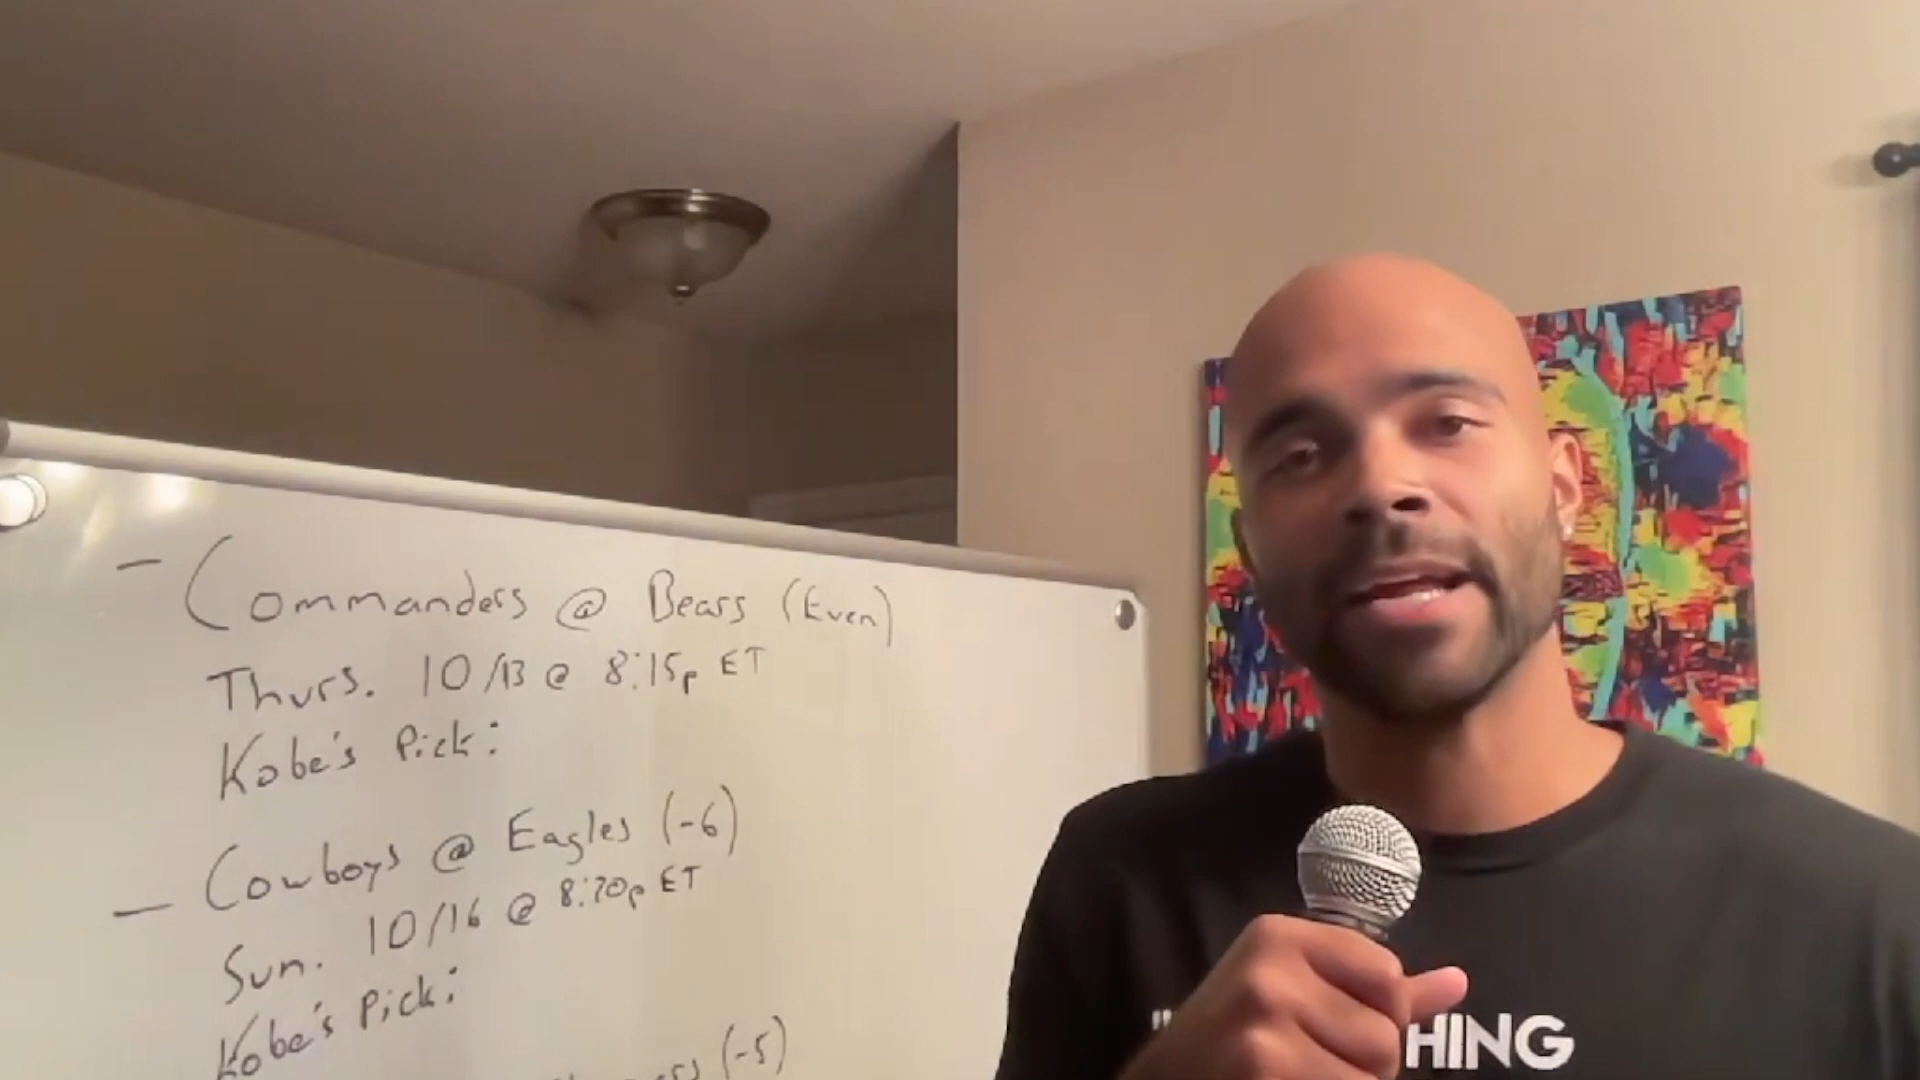 - Commanders @ Bears (Even)
Thurs. 10/13 @ 8:15p ET
Kobe's Pick:
- Cowboys @ Eagles (-6)
Sun. 10/16 @ 8:20p ET
Kobe's Pick:
(-5)
HING